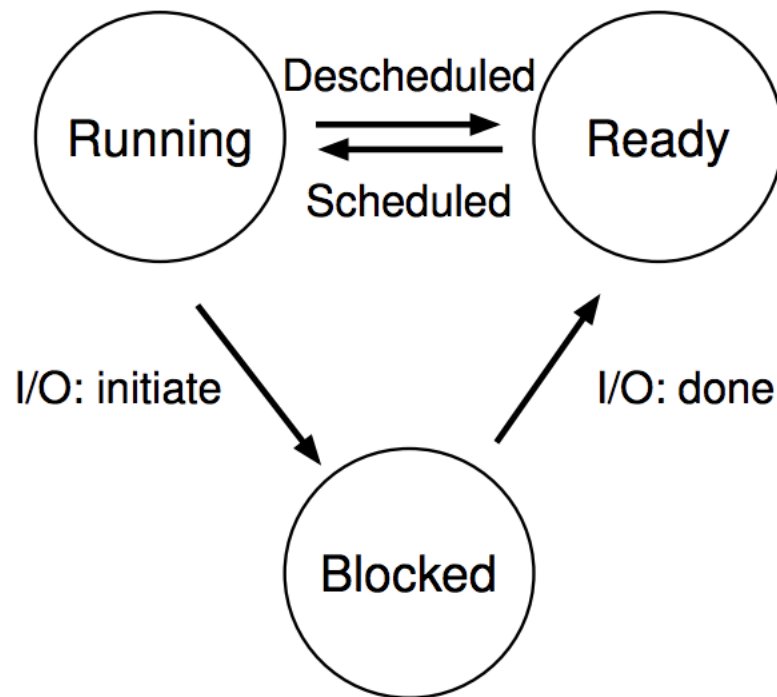 Descheduled
Running
Ready
Scheduled
I/O: initiate
I/O: done
Blocked